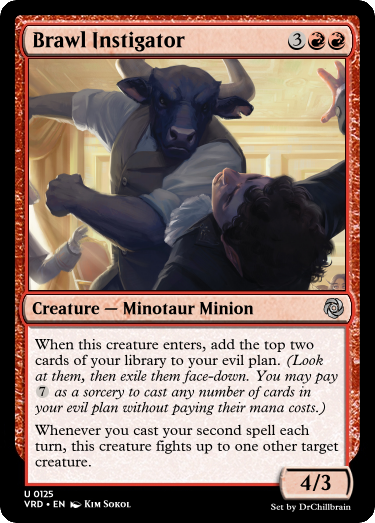 Brawl Instigator 3
Creature — Minotaur Minion
When this creature enters, add the top two
cards of your library to your evil plan. (Look
at them, then exile them face-down. You may pay
7 as a sorcery to cast any number of cards in
your evil plan without paying their mana costs.)
Whenever you cast your second spell each
turn, this creature fights up to one other target
creature.
4/3
U 0125
VRD • EN Kim Sokol
Set by DrChillbrain